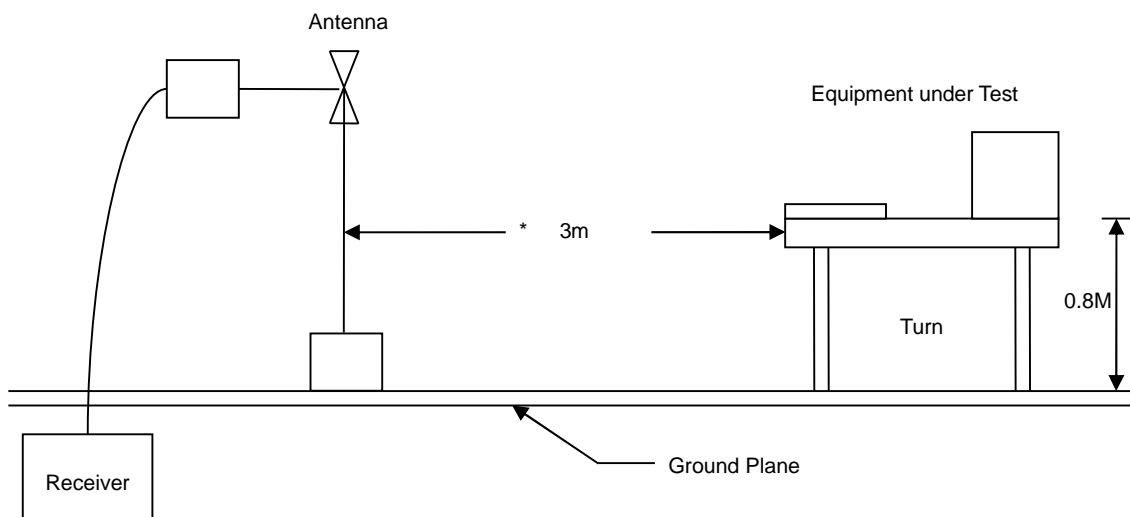 Antenna
Equipment under Test
* 3m
0.8M
Turn
Ground Plane
Receiver